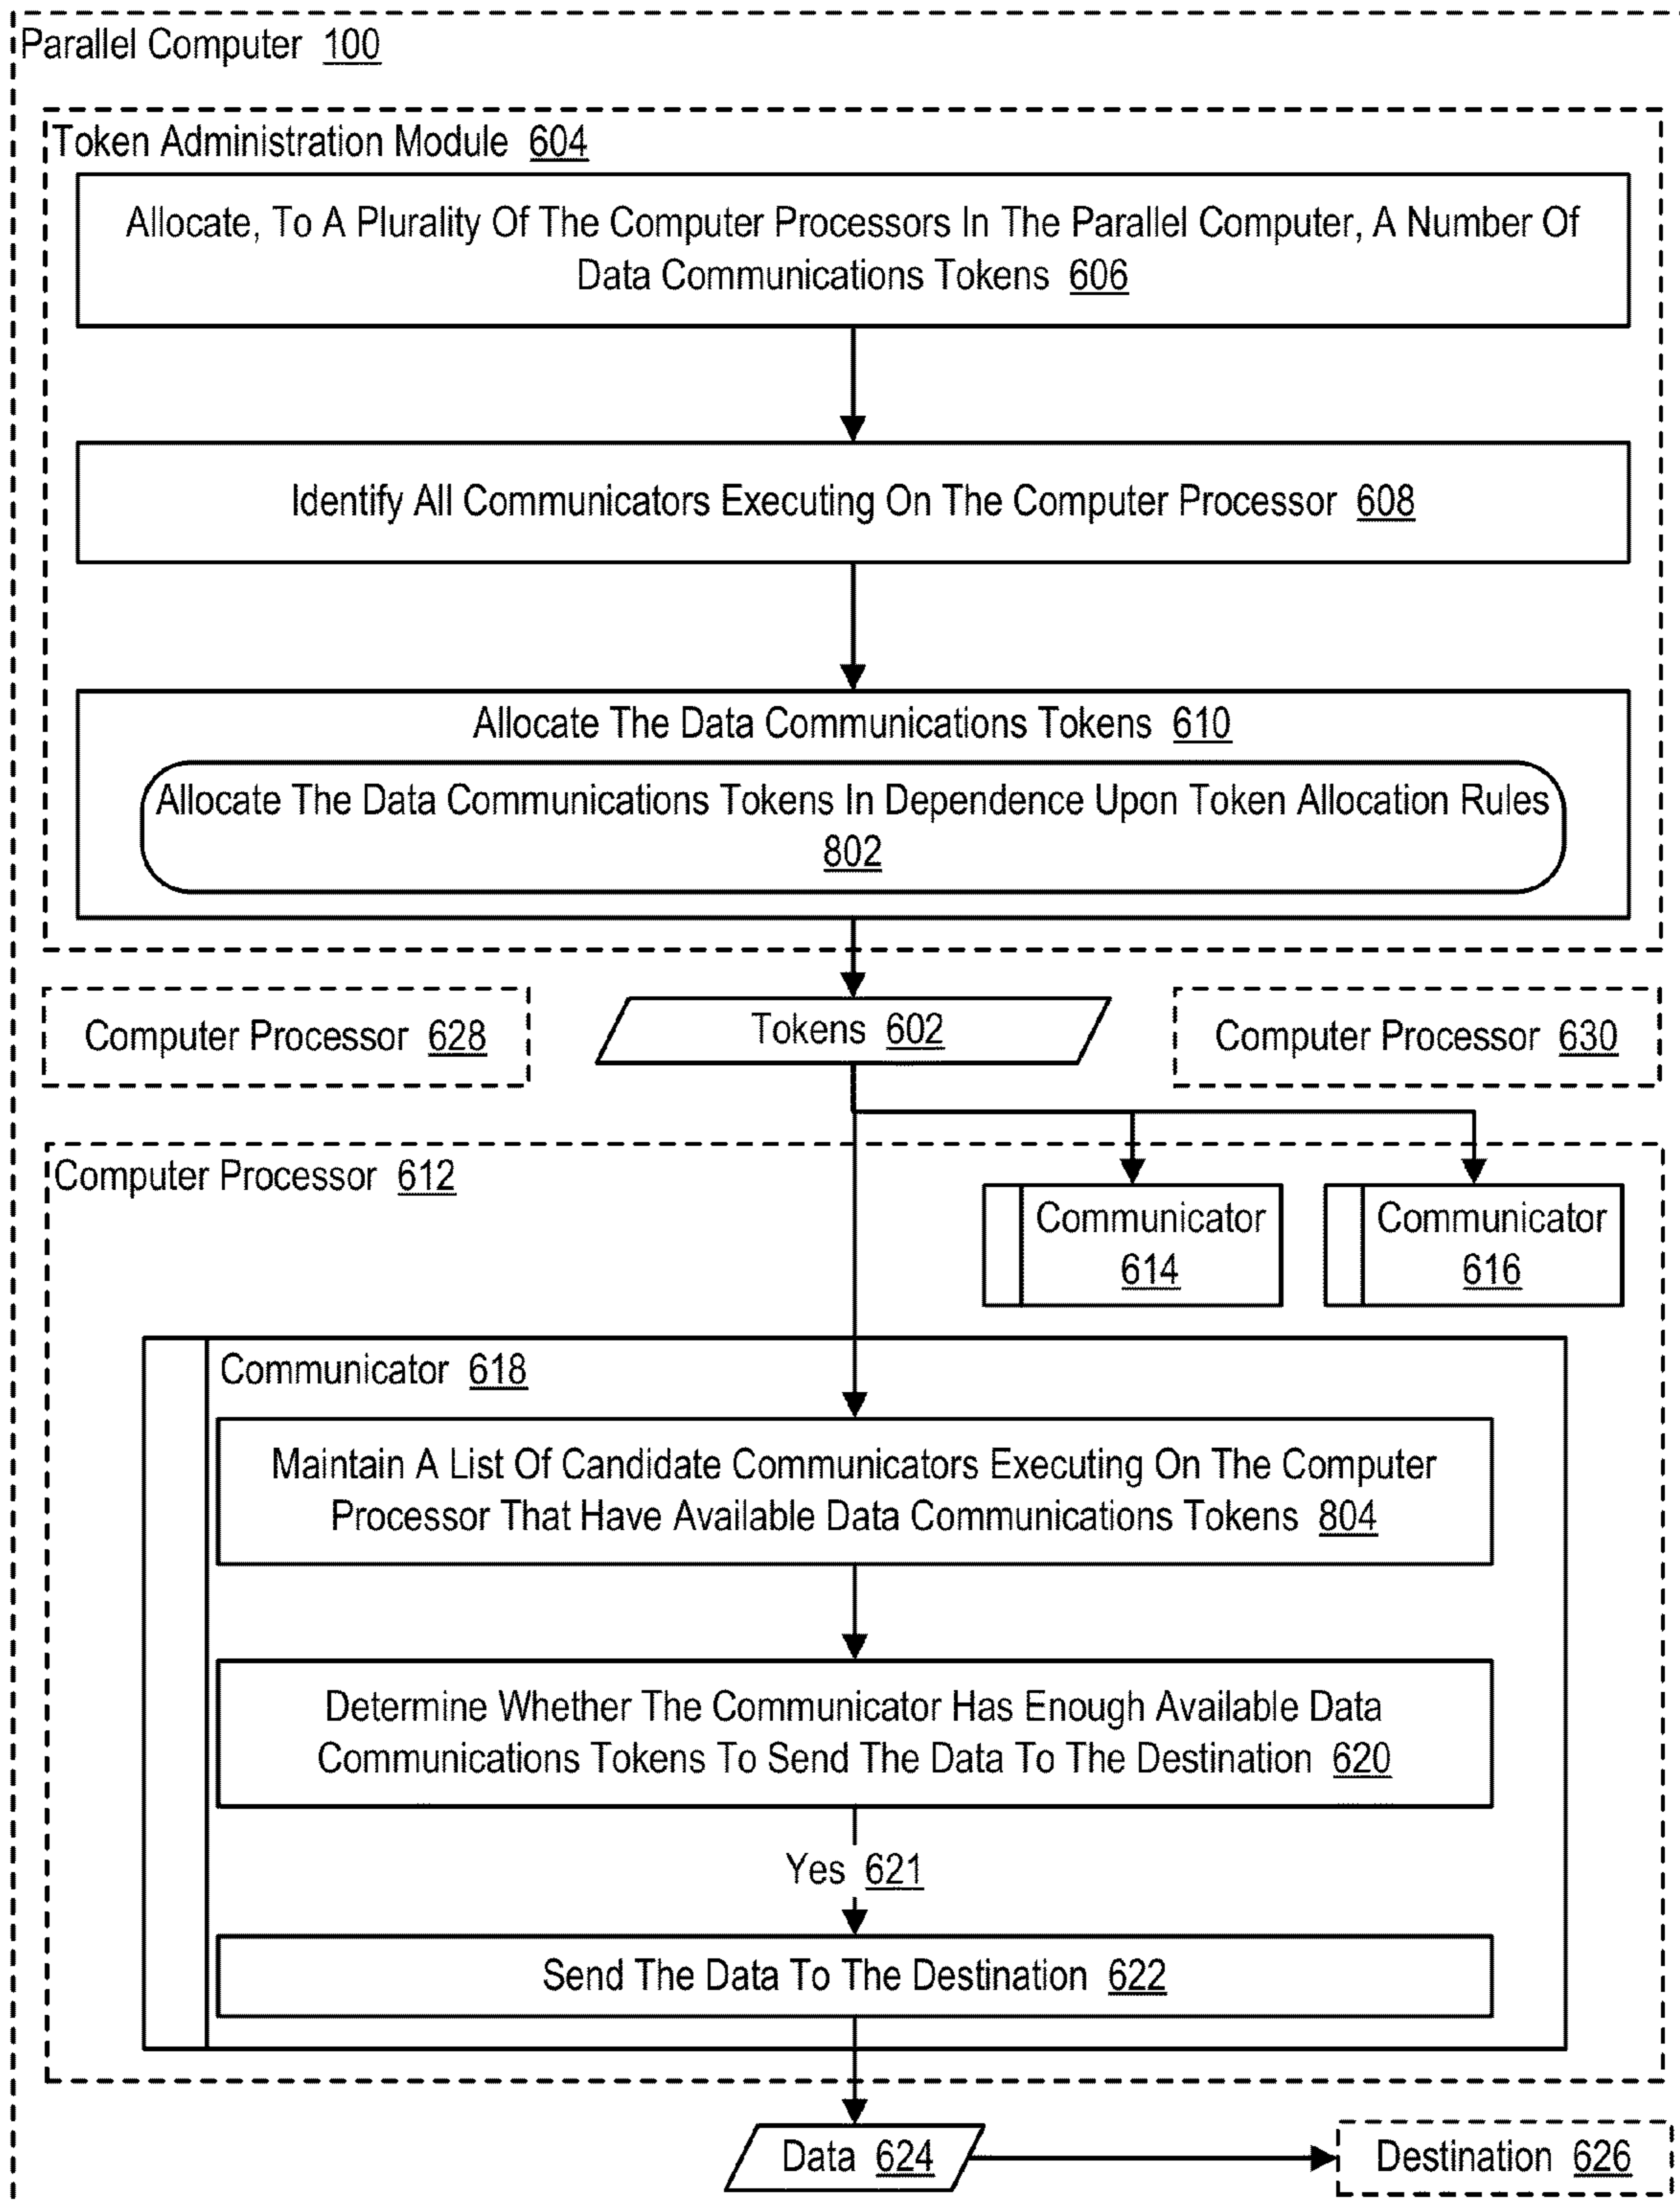 Parallel Computer 100
Token Administration Module 604
Allocate, To A Plurality Of The Computer Processors In The Parallel Computer, A Number Of
Data Communications Tokens 606
Identify All Communicators Executing On The Computer Processor 608
Allocate The Data Communications Tokens 610
Allocate The Data Communications Tokens In Dependence Upon Token Allocation Rules
802
Computer Processor 628
Tokens 602
Computer Processor 630
Computer Processor 612
Communicator
614
Communicator
616
Communicator 618
Maintain A List Of Candidate Communicators Executing On The Computer
Processor That Have Available Data Communications Tokens 804
Determine Whether The Communicator Has Enough Available Data
Communications Tokens To Send The Data To The Destination 620
Yes 621
Send The Data To The Destination 622
Data 624
Destination 626